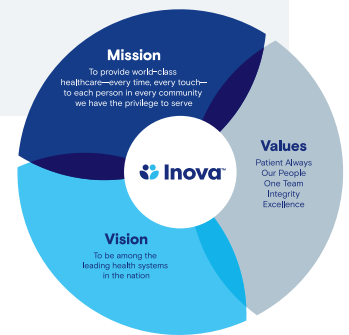 Mission
To provide world-class
healthcare—every time, every touch—
to each person in every community
we have the privilege to serve
Inova™
Values
Patient Always
Our People
One Team
Integrity
Excellence
Vision
To be among the
leading health systems
in the nation